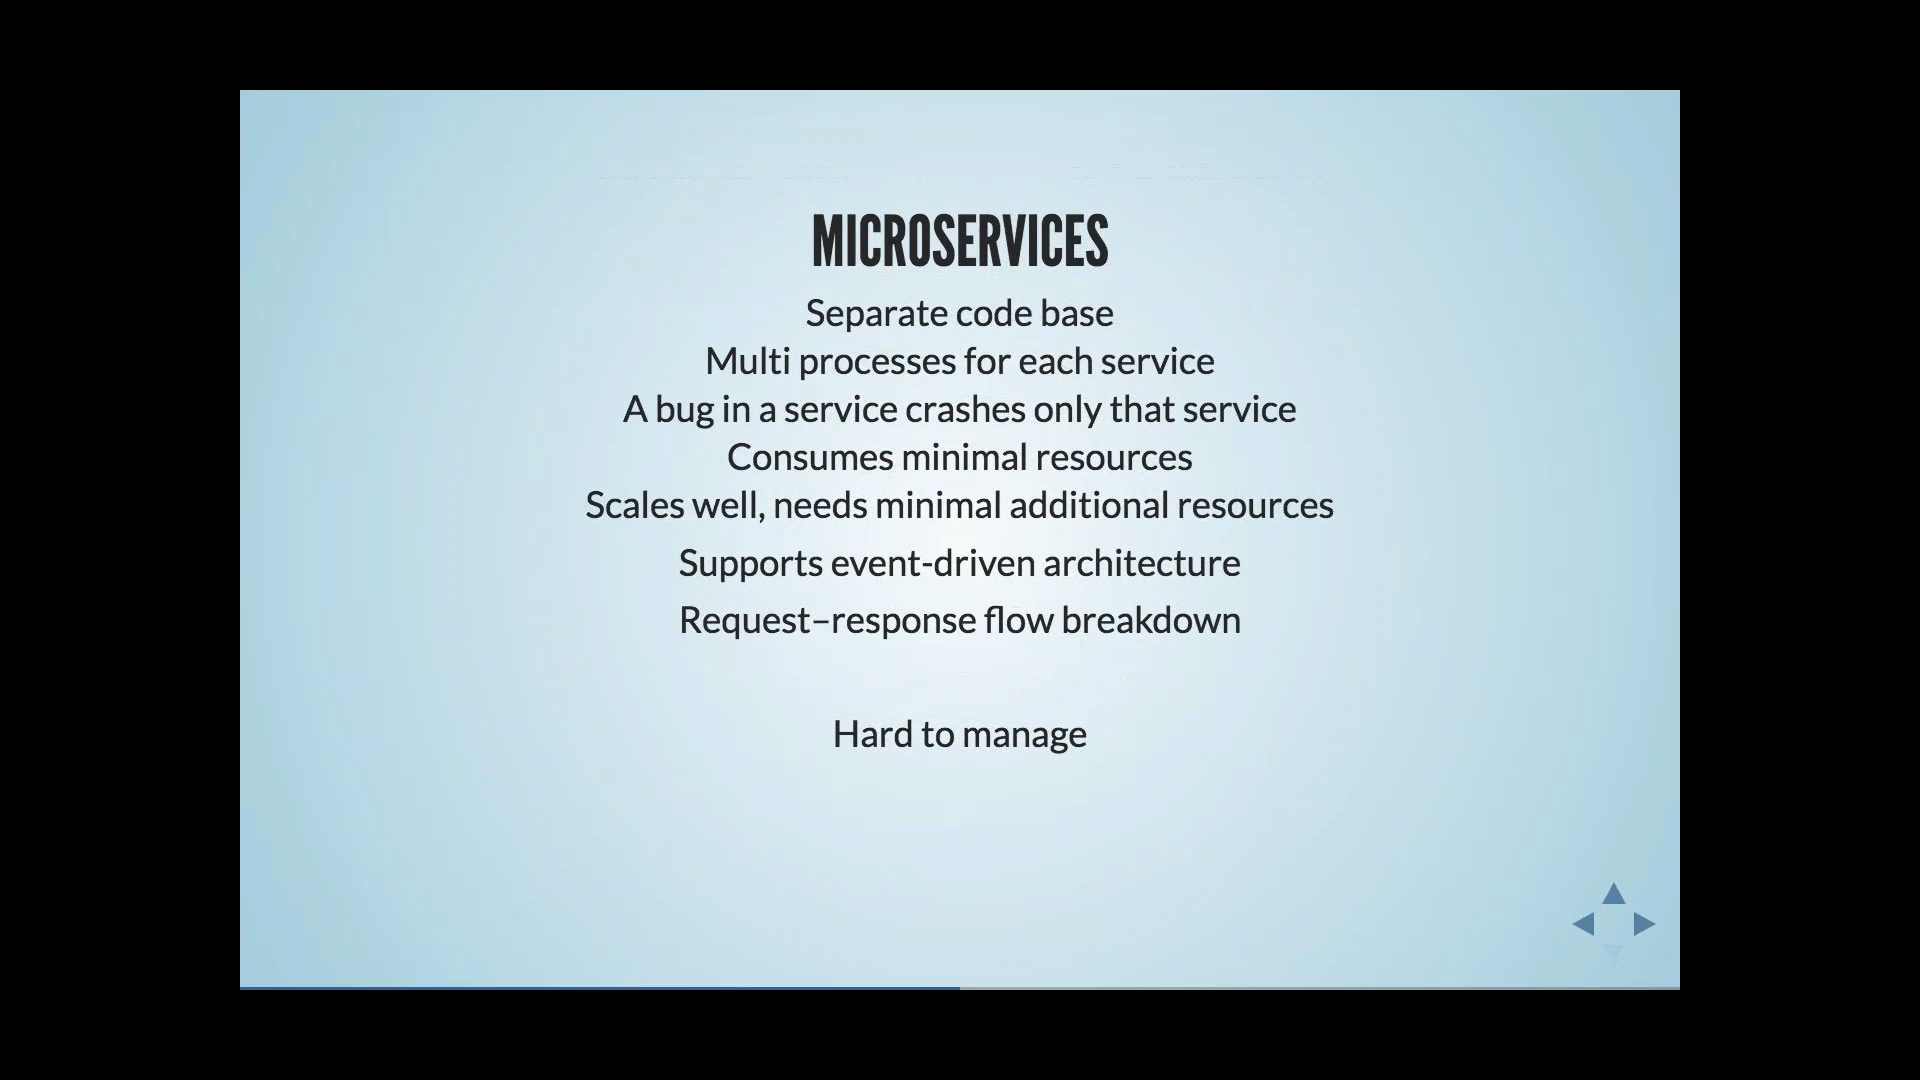 MICROSERVICES
Separate code base
Multi processes for each service
A bug in a service crashes only that service
Consumes minimal resources
Scales well, needs minimal additional resources
Supports event-driven architecture
Request–response flow breakdown
Hard to manage